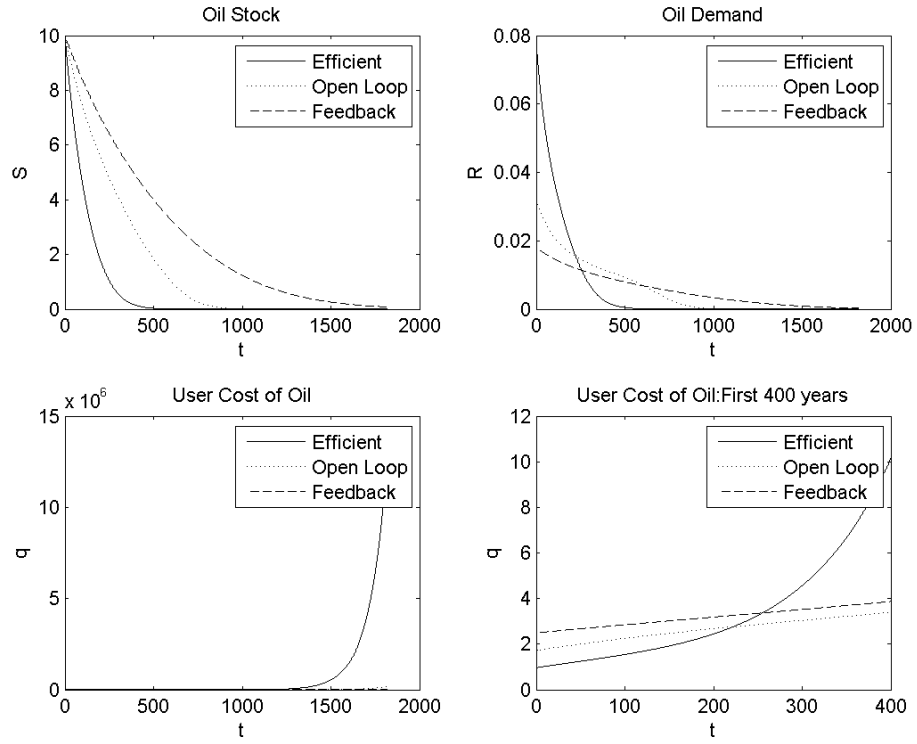 Oil Stock
10
8
6
4
2
0
S
0 500 1000 1500 2000
t
Efficient
Open Loop
Feedback
Oil Demand
0.08
0.06
0.04
0.02
0
R
0 500 1000 1500 2000
t
Efficient
Open Loop
Feedback
User Cost of Oil
x 10^6
15
10
5
0
q
0 500 1000 1500 2000
t
Efficient
Open Loop
Feedback
User Cost of Oil:First 400 years
12
10
8
6
4
2
0
q
0 100 200 300 400
t
Efficient
Open Loop
Feedback